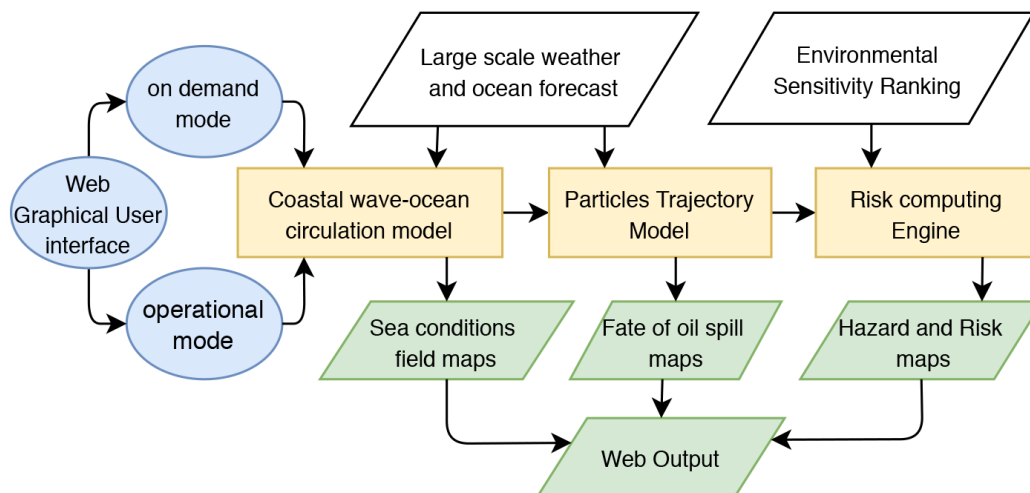 Large scale weather
and ocean forecast
Environmental
Sensitivity Ranking
on demand
mode
Web
Graphical User
interface
operational
mode
Coastal wave-ocean
circulation model
Particles Trajectory
Model
Risk computing
Engine
Sea conditions
field maps
Fate of oil spill
maps
Hazard and Risk
maps
Web Output